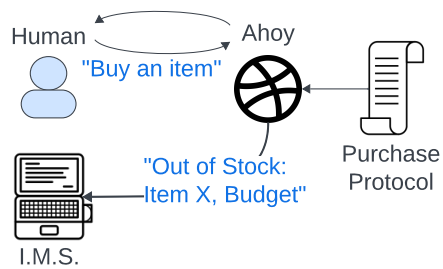 Human
Ahoy
"Buy an item"
Purchase
Protocol
"Out of Stock:
Item X, Budget"
I.M.S.